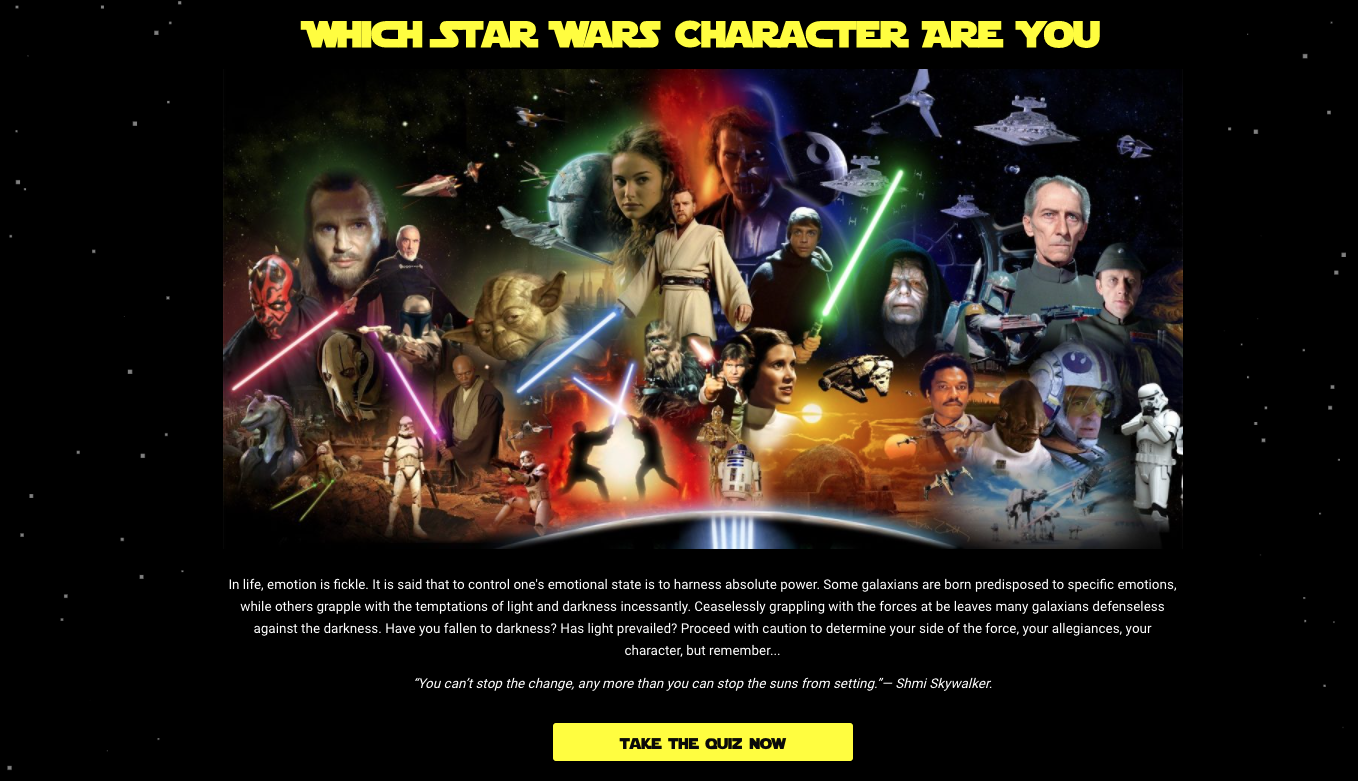 WHICH STAR WARS CHARACTER ARE YOU
In life, emotion is fickle. It is said that to control one's emotional state is to harness absolute power. Some galaxians are born predisposed to specific emotions,
while others grapple with the temptations of light and darkness incessantly. Ceaselessly grappling with the forces at be leaves many galaxians defenseless
against the darkness. Have you fallen to darkness? Has light prevailed? Proceed with caution to determine your side of the force, your allegiances, your
character, but remember...
“You can’t stop the change, any more than you can stop the suns from setting.”— Shmi Skywalker.
TAKE THE QUIZ NOW